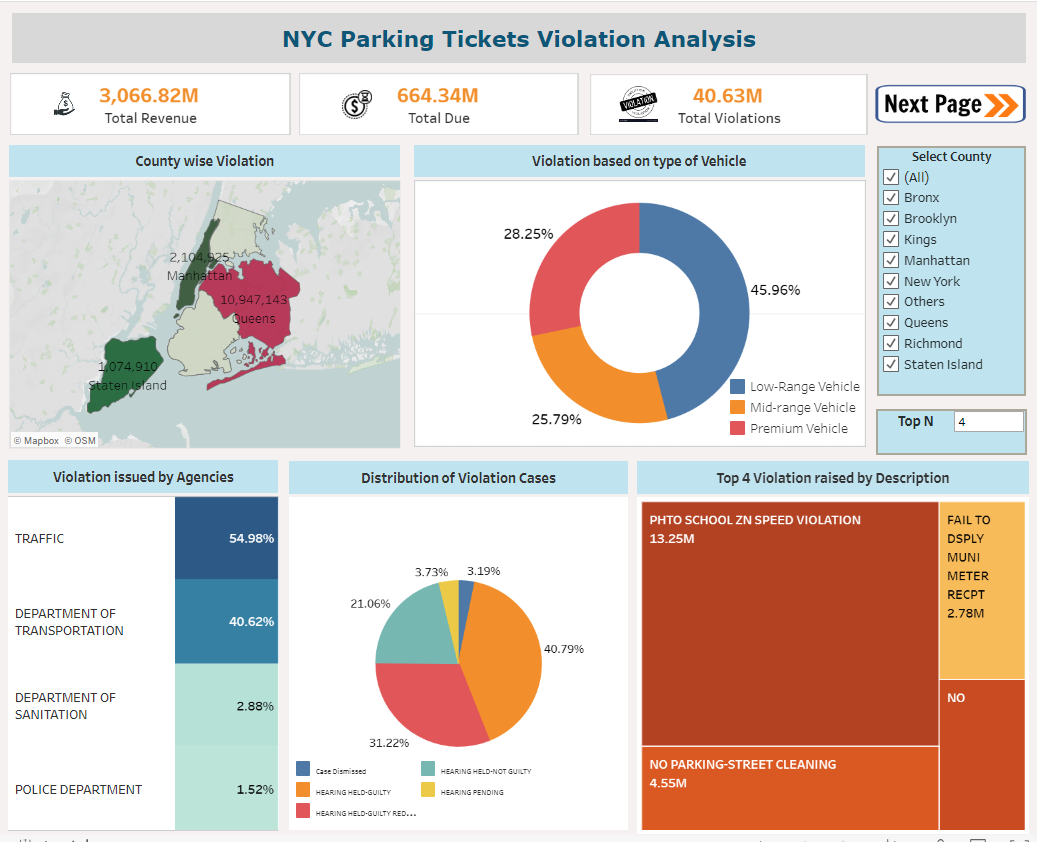 NYC Parking Tickets Violation Analysis
3,066.82M
Total Revenue
664.34M
Total Due
VIOLATION
40.63M
Total Violations
Next Page
County wise Violation
2,104,925
Manhattan
10,947,143
Queens
1,074,910
Staten Island
© Mapbox © OSM
Violation based on type of Vehicle
28.25%
45.96%
25.79%
Low-Range Vehicle
Mid-range Vehicle
Premium Vehicle
Select County
(All)
Bronx
Brooklyn
Kings
Manhattan
New York
Others
Queens
Richmond
Staten Island
Top N
4
Violation issued by Agencies
TRAFFIC
54.98%
DEPARTMENT OF
TRANSPORTATION
40.62%
DEPARTMENT OF
SANITATION
2.88%
POLICE DEPARTMENT
1.52%
Distribution of Violation Cases
3.73%
3.19%
21.06%
40.79%
31.22%
Case Dismissed
HEARING HELD-GUILTY
HEARING HELD-GUILTY RED...
HEARING HELD-NOT GUILTY
HEARING PENDING
Top 4 Violation raised by Description
PHTO SCHOOL ZN SPEED VIOLATION
13.25M
FAIL TO
DSPLY
MUNI
METER
RECPT
2.78M
NO
NO PARKING-STREET CLEANING
4.55M